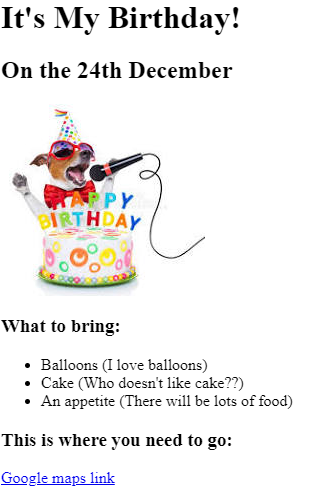 It's My Birthday!
On the 24th December
HAPPY
BIRTHDAY
What to bring:
Balloons (I love balloons)
Cake (Who doesn't like cake??)
An appetite (There will be lots of food)
This is where you need to go:
Google maps link